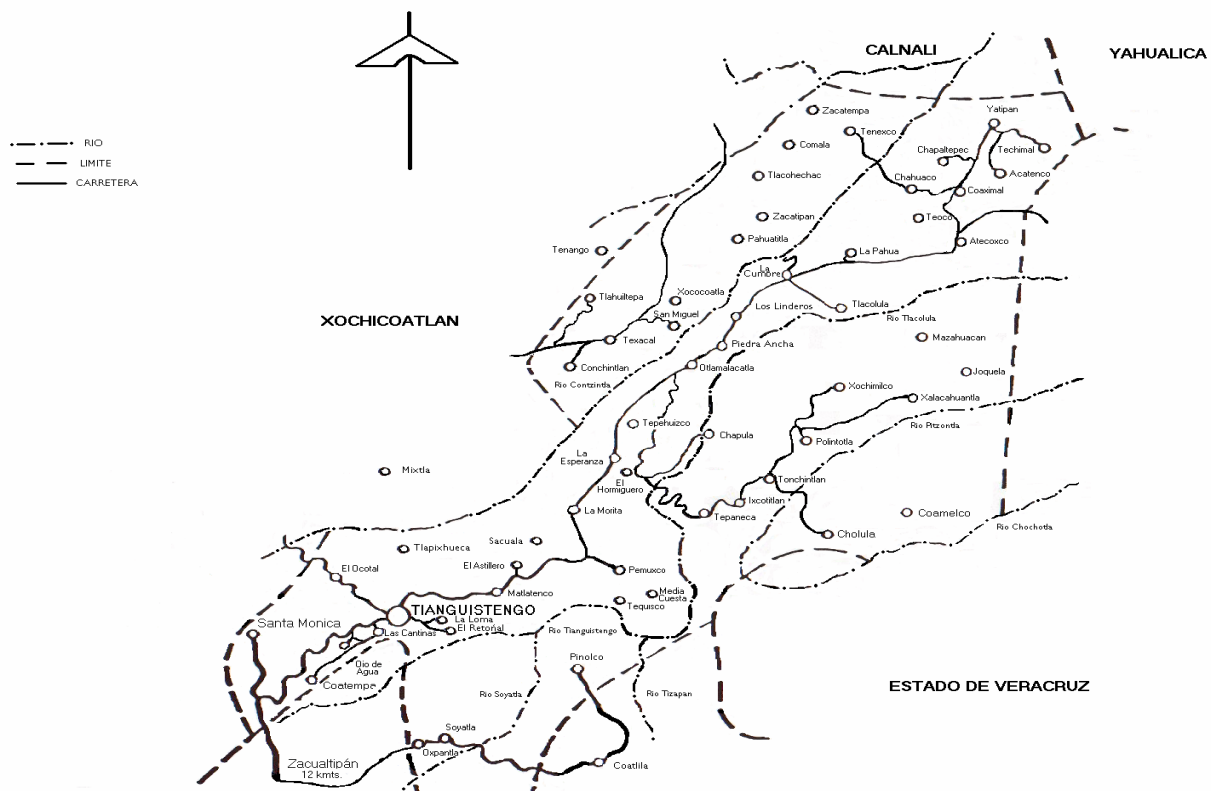 CALNALI
YAHUALICA
Zacatempa
Yatipan
Tenexco
RIO
Comala
Chapaltepec
Techimal
LIMITE
Tlacohechac
Acatenco
CARRETERA
Chahuaco
Coaximal
Zacatipan
Teoco
Pahuatitla
Atecoxco
Tenango
La Pahua
La
Cumbre
Tlahuiltepa
Xococoatla
Los Linderos
Tlacolula
San Miguel
Rio Tlacolula
XOCHICOATLAN
Texacal
Piedra Ancha
Mazahuacan
Conchintlan
Otlamalacatla
Joquela
Rio Contzintla
Xochimilco
Xalacahuantla
Tepehuizco
Chapula
Rio Pitzontla
Polintotla
La
Esperanza
Mixtla
El
Hormiguero
Tonchintlan
Ixcotitlan
La Morita
Tepaneca
Coamelco
Rio Chochotla
Cholula
Sacuala
Tlapixhueca
El Astillero
Pemuxco
El Ocotal
Matlatenco
Media
Cuesta
Tequisco
TIANGUISTENGO
La Loma
Santa Monica
El Retoñal
Las Cantinas
Rio Tianguistengo
Ojo de
Agua
Pinolco
Coatempa
Rio Soyatla
Rio Tizapan
ESTADO DE VERACRUZ
Soyatla
Oxpantla
Zacualtipán
12 kmts.
Coatlila